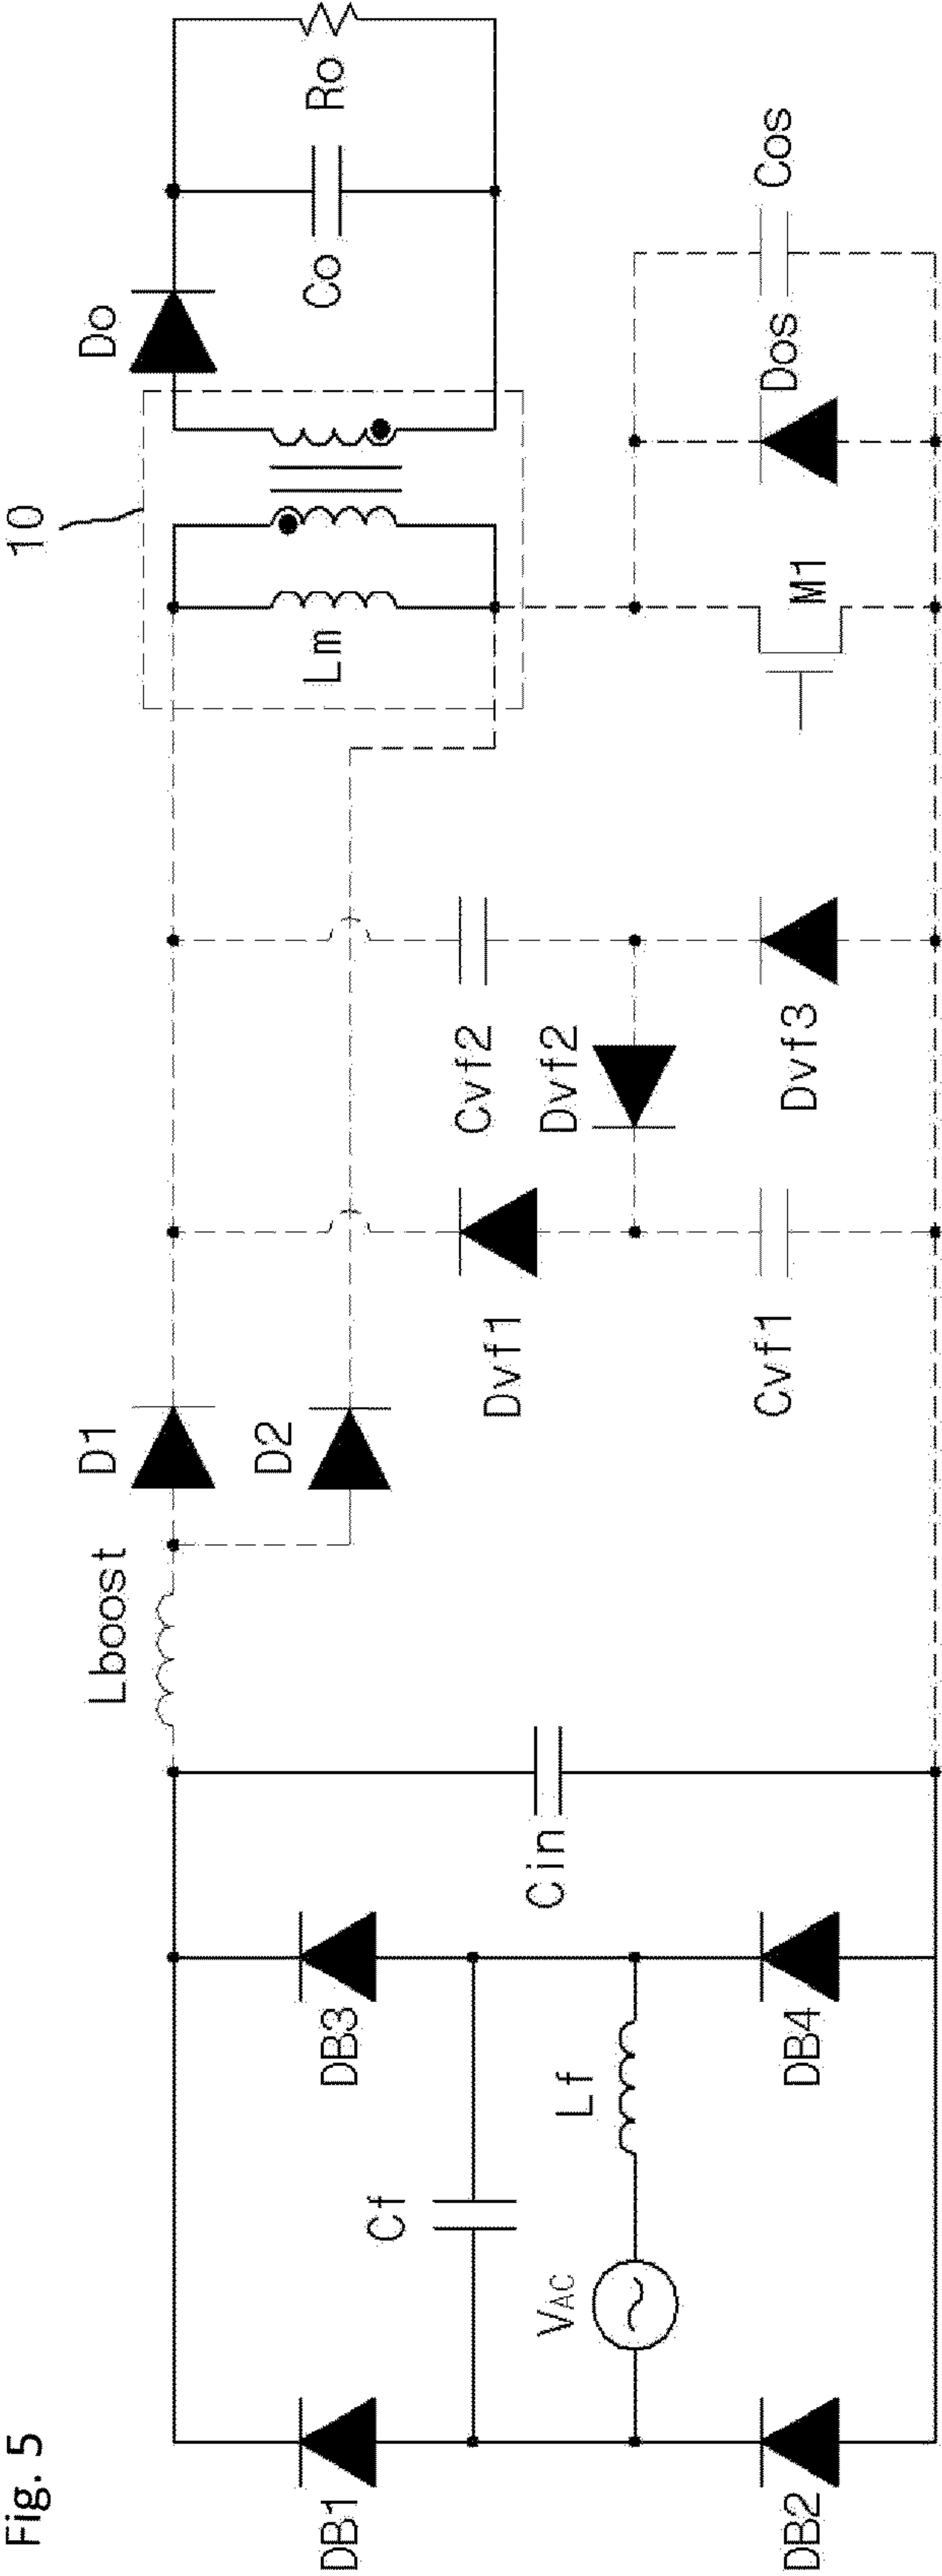 Fig. 5
DB1
DB2
VAC
Cf
Lf
DB3
DB4
Cin
Lboost
D1
D2
Dvf1
Cvf1
Cvf2
Dvf2
Dvf3
10
Lm
M1
Do
Dos
Cos
Co
Ro